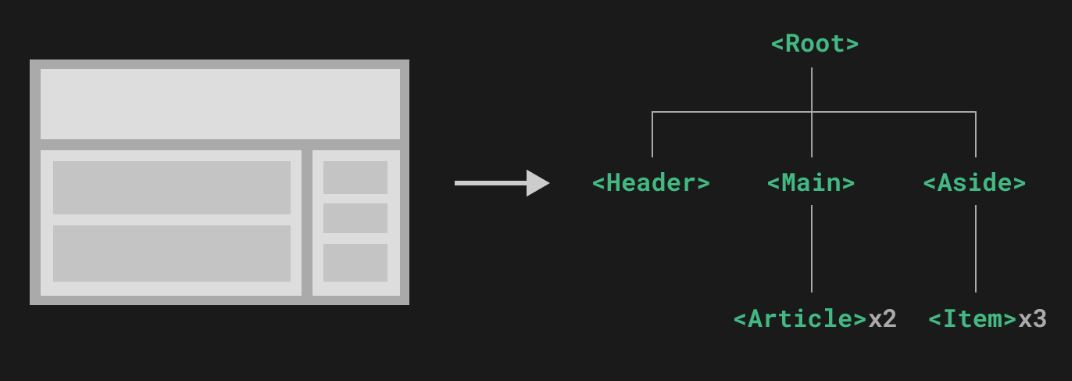 <Root>
<Header> <Main> <Aside>
<Article>x2 <Item>x3